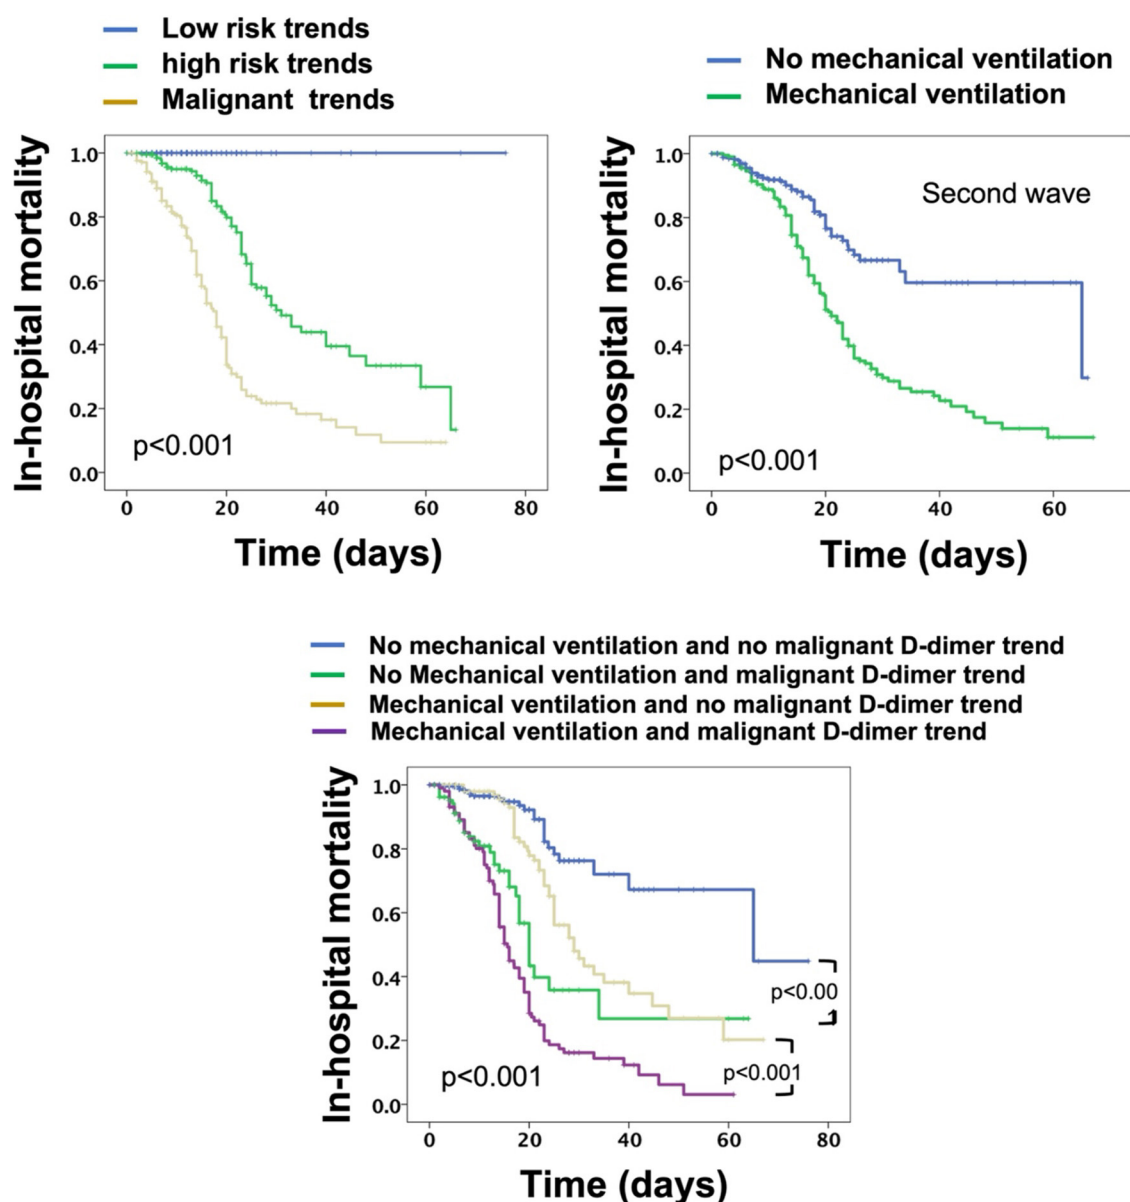 Low risk trends
high risk trends
Malignant trends
In-hospital mortality
1.0
0.8
0.6
0.4
0.2
0.0
p<0.001
0 20 40 60 80
Time (days)
No mechanical ventilation
Mechanical ventilation
In-hospital mortality
1.0
0.8
0.6
0.4
0.2
0.0
Second wave
p<0.001
0 20 40 60
Time (days)
No mechanical ventilation and no malignant D-dimer trend
No Mechanical ventilation and malignant D-dimer trend
Mechanical ventilation and no malignant D-dimer trend
Mechanical ventilation and malignant D-dimer trend
In-hospital mortality
1.0
0.8
0.6
0.4
0.2
0.0
p<0.00
p<0.001
p<0.001
0 20 40 60 80
Time (days)